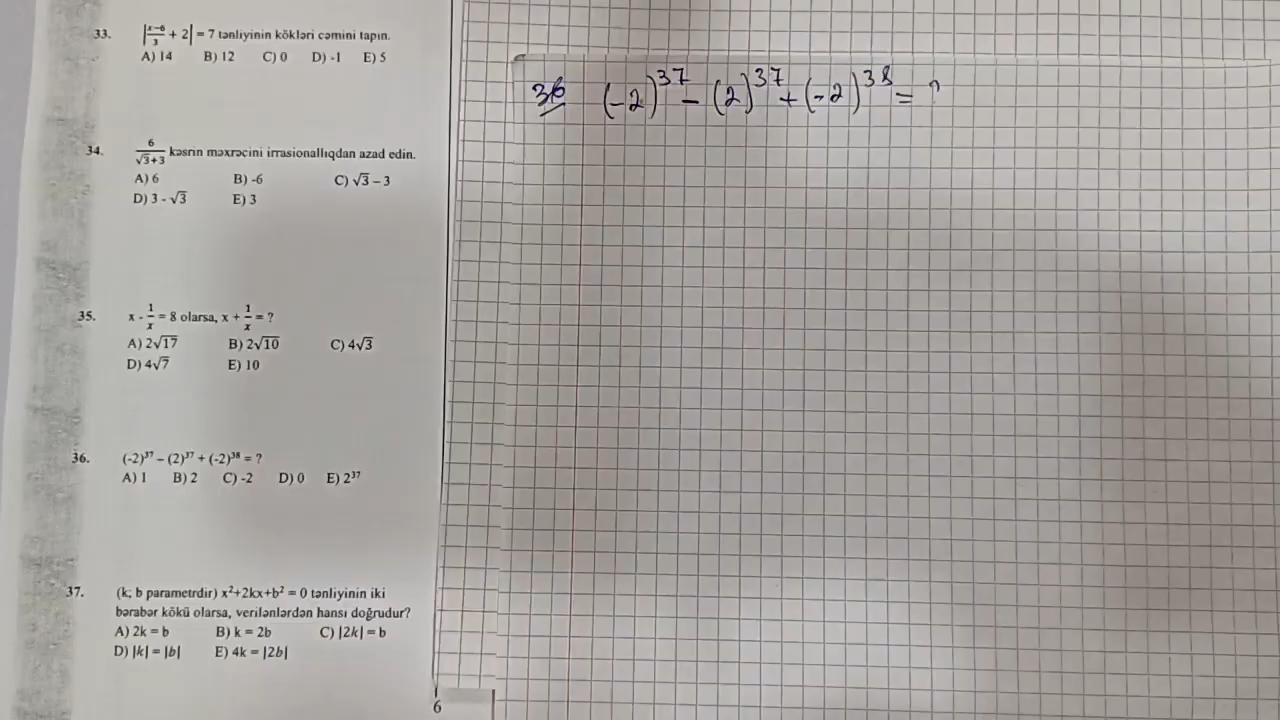 33. |x-6/3 + 2| = 7 tənliyinin kökləri cəmini tapın.
A) 14 B) 12 C) 0 D) -1 E) 5
34. 6/√3+3 kəsrin məxrəcini irrasionallıqdan azad edin.
A) 6 B) -6 C) √3 – 3
D) 3 - √3 E) 3
35. x - 1/x = 8 olarsa, x + 1/x = ?
A) 2√17 B) 2√10 C) 4√3
D) 4√7 E) 10
36. (-2)³⁷ – (2)³⁷ + (-2)³⁸ = ?
A) 1 B) 2 C) -2 D) 0 E) 2³⁷
37. (k; b parametrdir) x²+2kx+b² = 0 tənliyinin iki
bərabər kökü olarsa, verilənlərdən hansı doğrudur?
A) 2k = b B) k = 2b C) |2k| = b
D) |k| = |b| E) 4k = |2b|
6
36 (-2)³⁷ - (2)³⁷ + (-2)³⁸ = ?